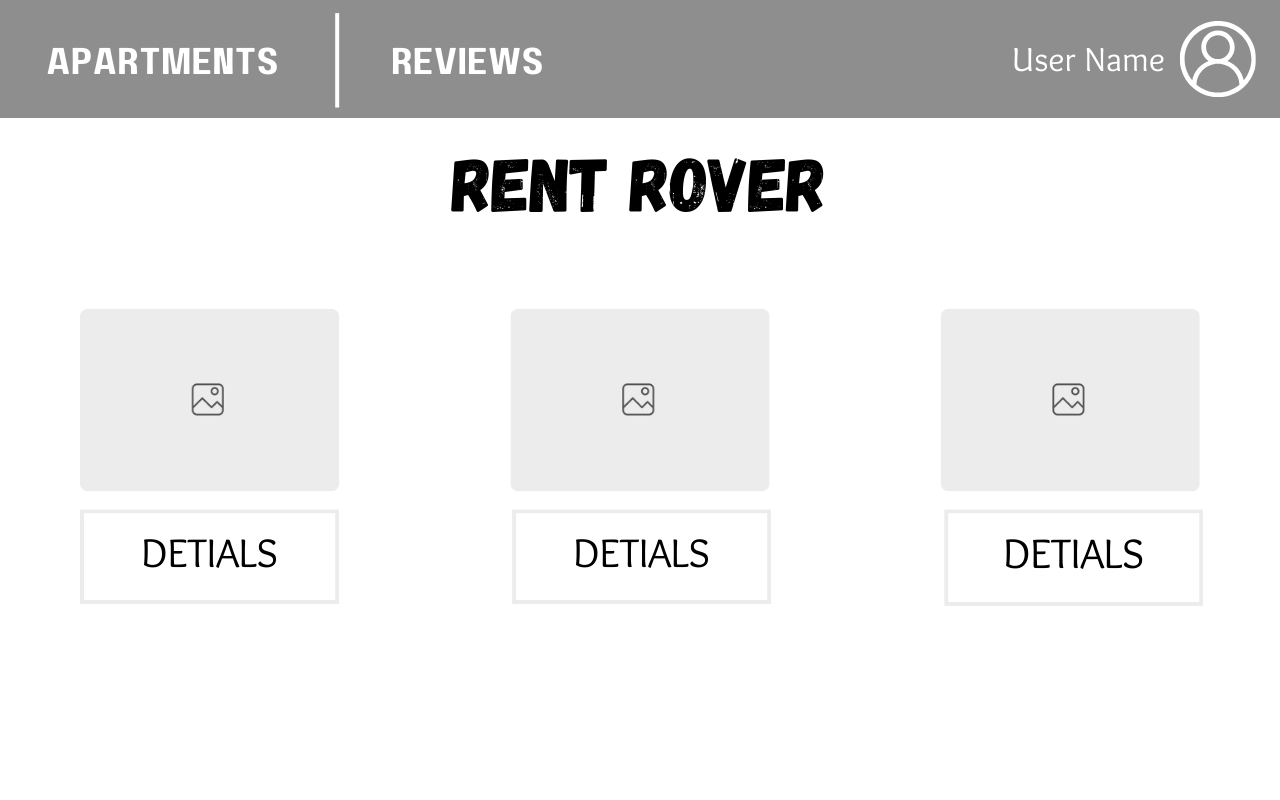 APARTMENTS
REVIEWS
User Name
RENT ROVER
DETIALS
DETIALS
DETIALS